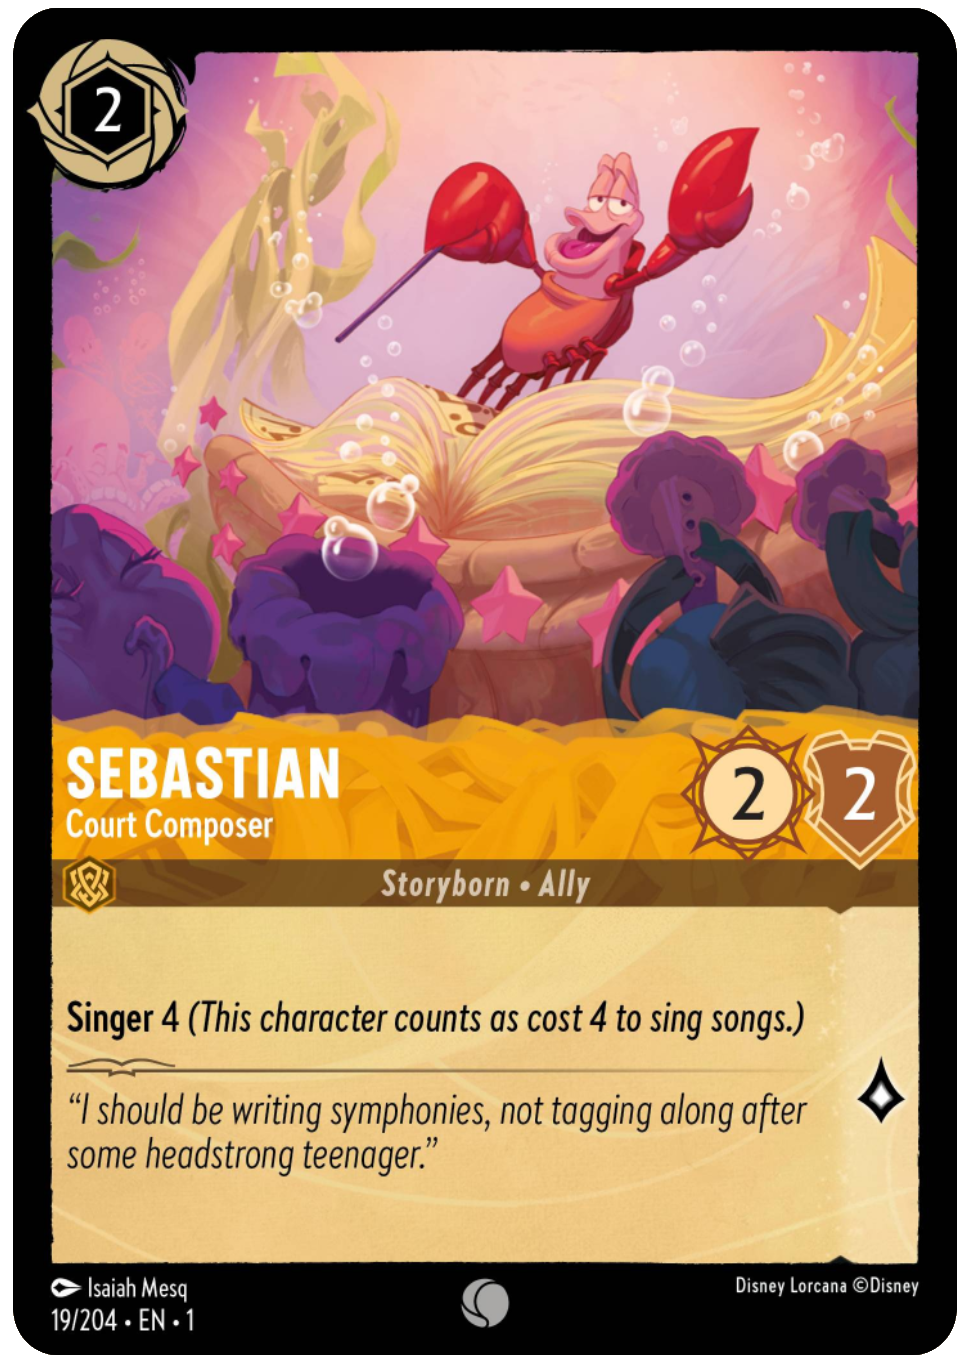 2
SEBASTIAN
Court Composer
2
2
Storyborn • Ally
Singer 4 (This character counts as cost 4 to sing songs.)
“I should be writing symphonies, not tagging along after
some headstrong teenager.”
Isaiah Mesq
19/204 • EN • 1
Disney Lorcana ©Disney